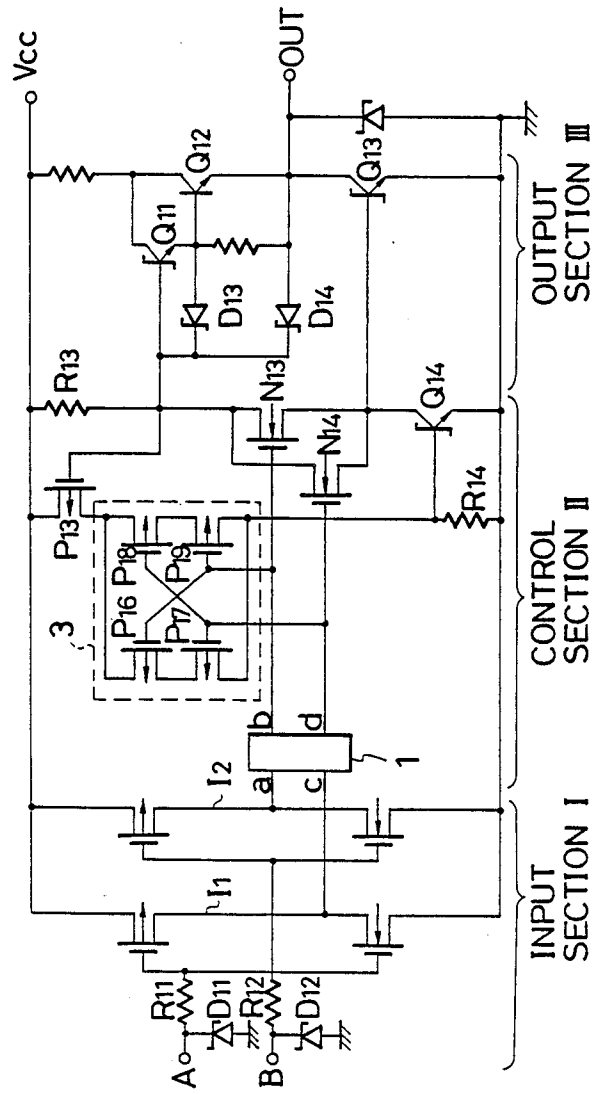 Vcc
OUT
Q12
Q11
D13
D14
Q13
R13
P13
N13
N14
Q14
R14
3
P16
P18
P17
P19
a
b
c
d
1
I2
I1
R11
D11
R12
D12
A
B
INPUT
SECTION I
CONTROL
SECTION II
OUTPUT
SECTION III